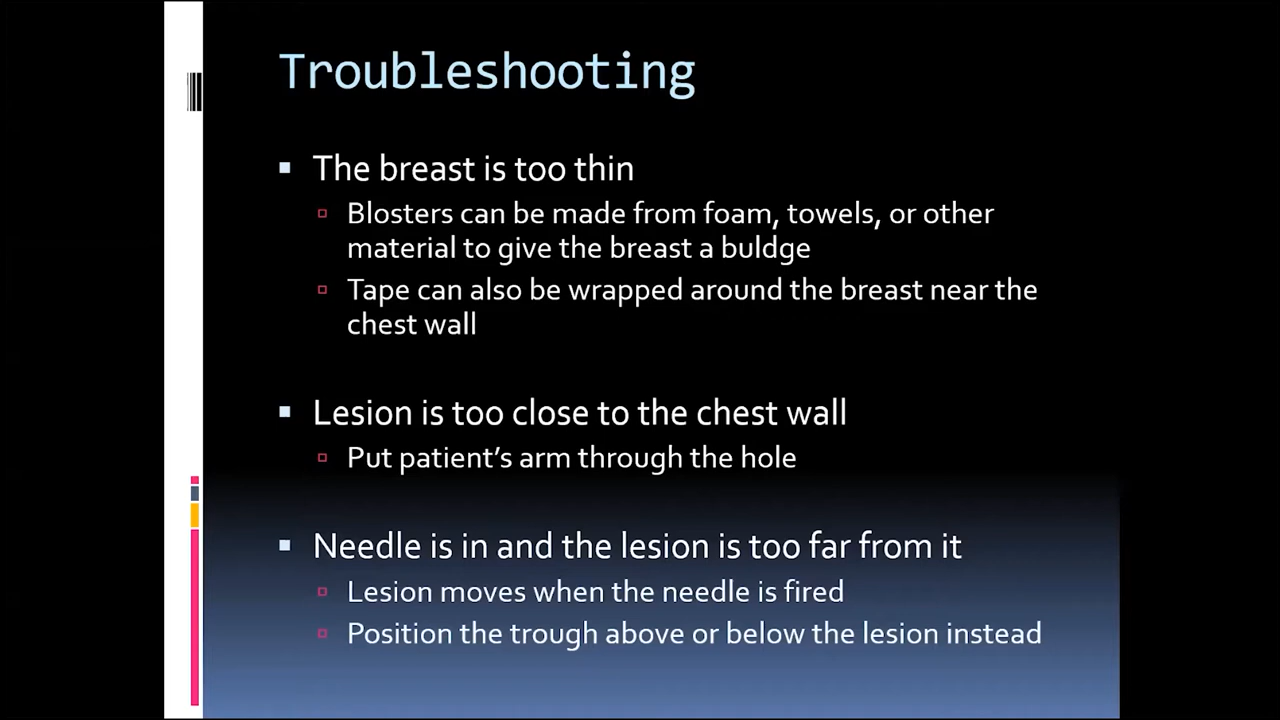 Troubleshooting
The breast is too thin
Blosters can be made from foam, towels, or other
material to give the breast a buldge
Tape can also be wrapped around the breast near the
chest wall
Lesion is too close to the chest wall
Put patient’s arm through the hole
Needle is in and the lesion is too far from it
Lesion moves when the needle is fired
Position the trough above or below the lesion instead